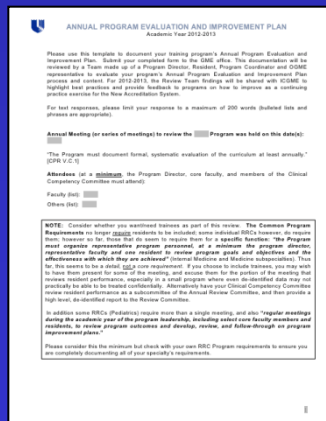 ANNUAL PROGRAM EVALUATION AND IMPROVEMENT PLAN
Academic Year 2012-2013
Please use this template to document your training program's Annual Program Evaluation and
Improvement Plan. Submit your completed form to the GME office. This documentation will be
reviewed by a Team made up of a Program Director, Resident, Program Coordinator and OGME
representative to evaluate your program's Annual Program Evaluation and Improvement Plan
process and content. For 2012-2013, the Review Team findings will be shared with ICGME to
highlight best practices and provide feedback to programs on how to improve as a continuing
practice exercise for the New Accreditation System.
For text responses, please limit your response to a maximum of 200 words (bulleted lists and
phrases are appropriate).
Annual Meeting (or series of meetings) to review the Program was held on this date(s):
"The Program must document formal, systematic evaluation of the curriculum at least annually."
[CPR V.C.1]
Attendees (at a minimum, the Program Director, core faculty, and members of the Clinical
Competency Committee must attend):
Faculty (list):
Others (list):
NOTE: Consider whether you want/need trainees as part of this review. The Common Program
Requirements no longer require residents to be included; some individual RRCs however, do require
them; however so far, those that do seem to require them for a specific function: "the Program
must organize representative program personnel, at a minimum the program director,
representative faculty and one resident to review program goals and objectives and the
effectiveness with which they are achieved" (Internal Medicine and Medicine subspecialties). Thus
far, this seems to be a detail, not a core requirement. If you choose to include trainees, you may wish
to have them present for some of the meeting, and excuse them for the portion of the meeting that
reviews resident performance, especially in a small program where even de-identified data may not
practically be able to be treated confidentially. Alternatively have your Clinical Competency Committee
review resident performance as a subcommittee of the Annual Review Committee, and then provide a
high level, de-identified report to the Review Committee.
In addition some RRCs (Pediatrics) require more than a single meeting, and also "regular meetings
during the academic year of the program leadership, including select core faculty members and
residents, to review program outcomes and develop, review, and follow-through on program
improvement plans."
Please consider this the minimum but check with your own RRC Program requirements to ensure you
are completely documenting all of your specialty's requirements.